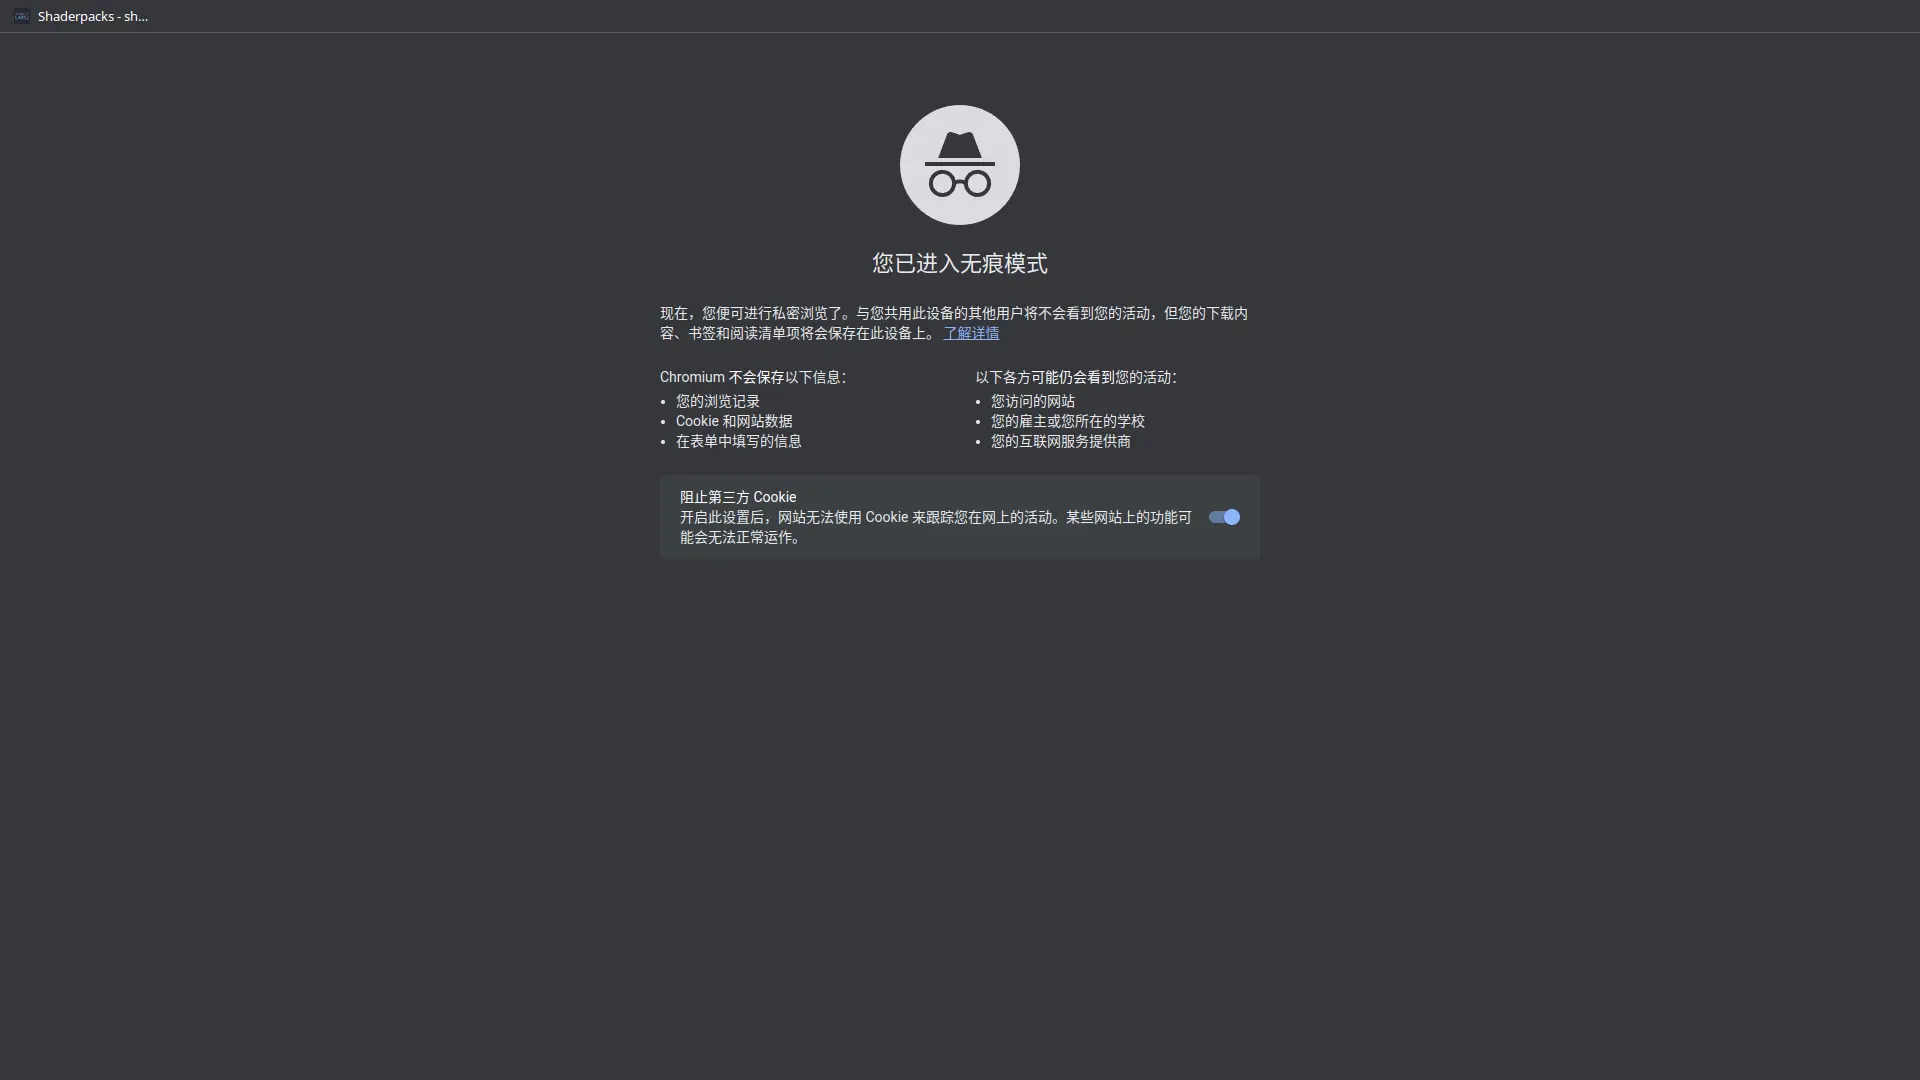 Shaderpacks - sh...
您已进入无痕模式
现在，您便可进行私密浏览了。与您共用此设备的其他用户将不会看到您的活动，但您的下载内
容、书签和阅读清单项将会保存在此设备上。 了解详情
Chromium 不会保存以下信息：
您的浏览记录
Cookie 和网站数据
在表单中填写的信息
以下各方可能仍会看到您的活动：
您访问的网站
您的雇主或您所在的学校
您的互联网服务提供商
阻止第三方 Cookie
开启此设置后，网站无法使用 Cookie 来跟踪您在网上的活动。某些网站上的功能可
能会无法正常运作。